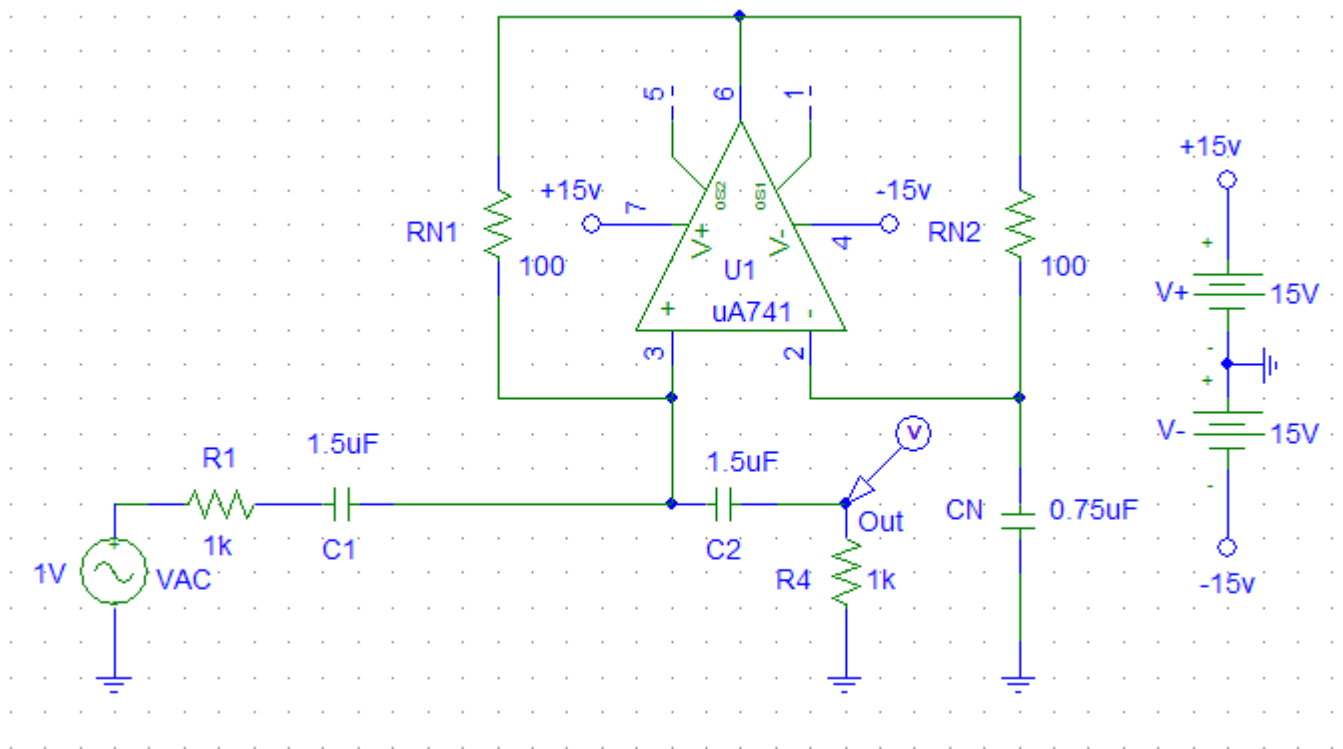 5
6
1
+15v
7
OS2
OS1
-15v
4
V+
V-
RN1
100
U1
RN2
100
uA741
+
-
3
2
+15v
+
V+
15V
-
+
V-
15V
-
-15v
R1
1.5uF
1k
C1
1.5uF
C2
V
Out
CN
0.75uF
1V
+
VAC
R4
1k